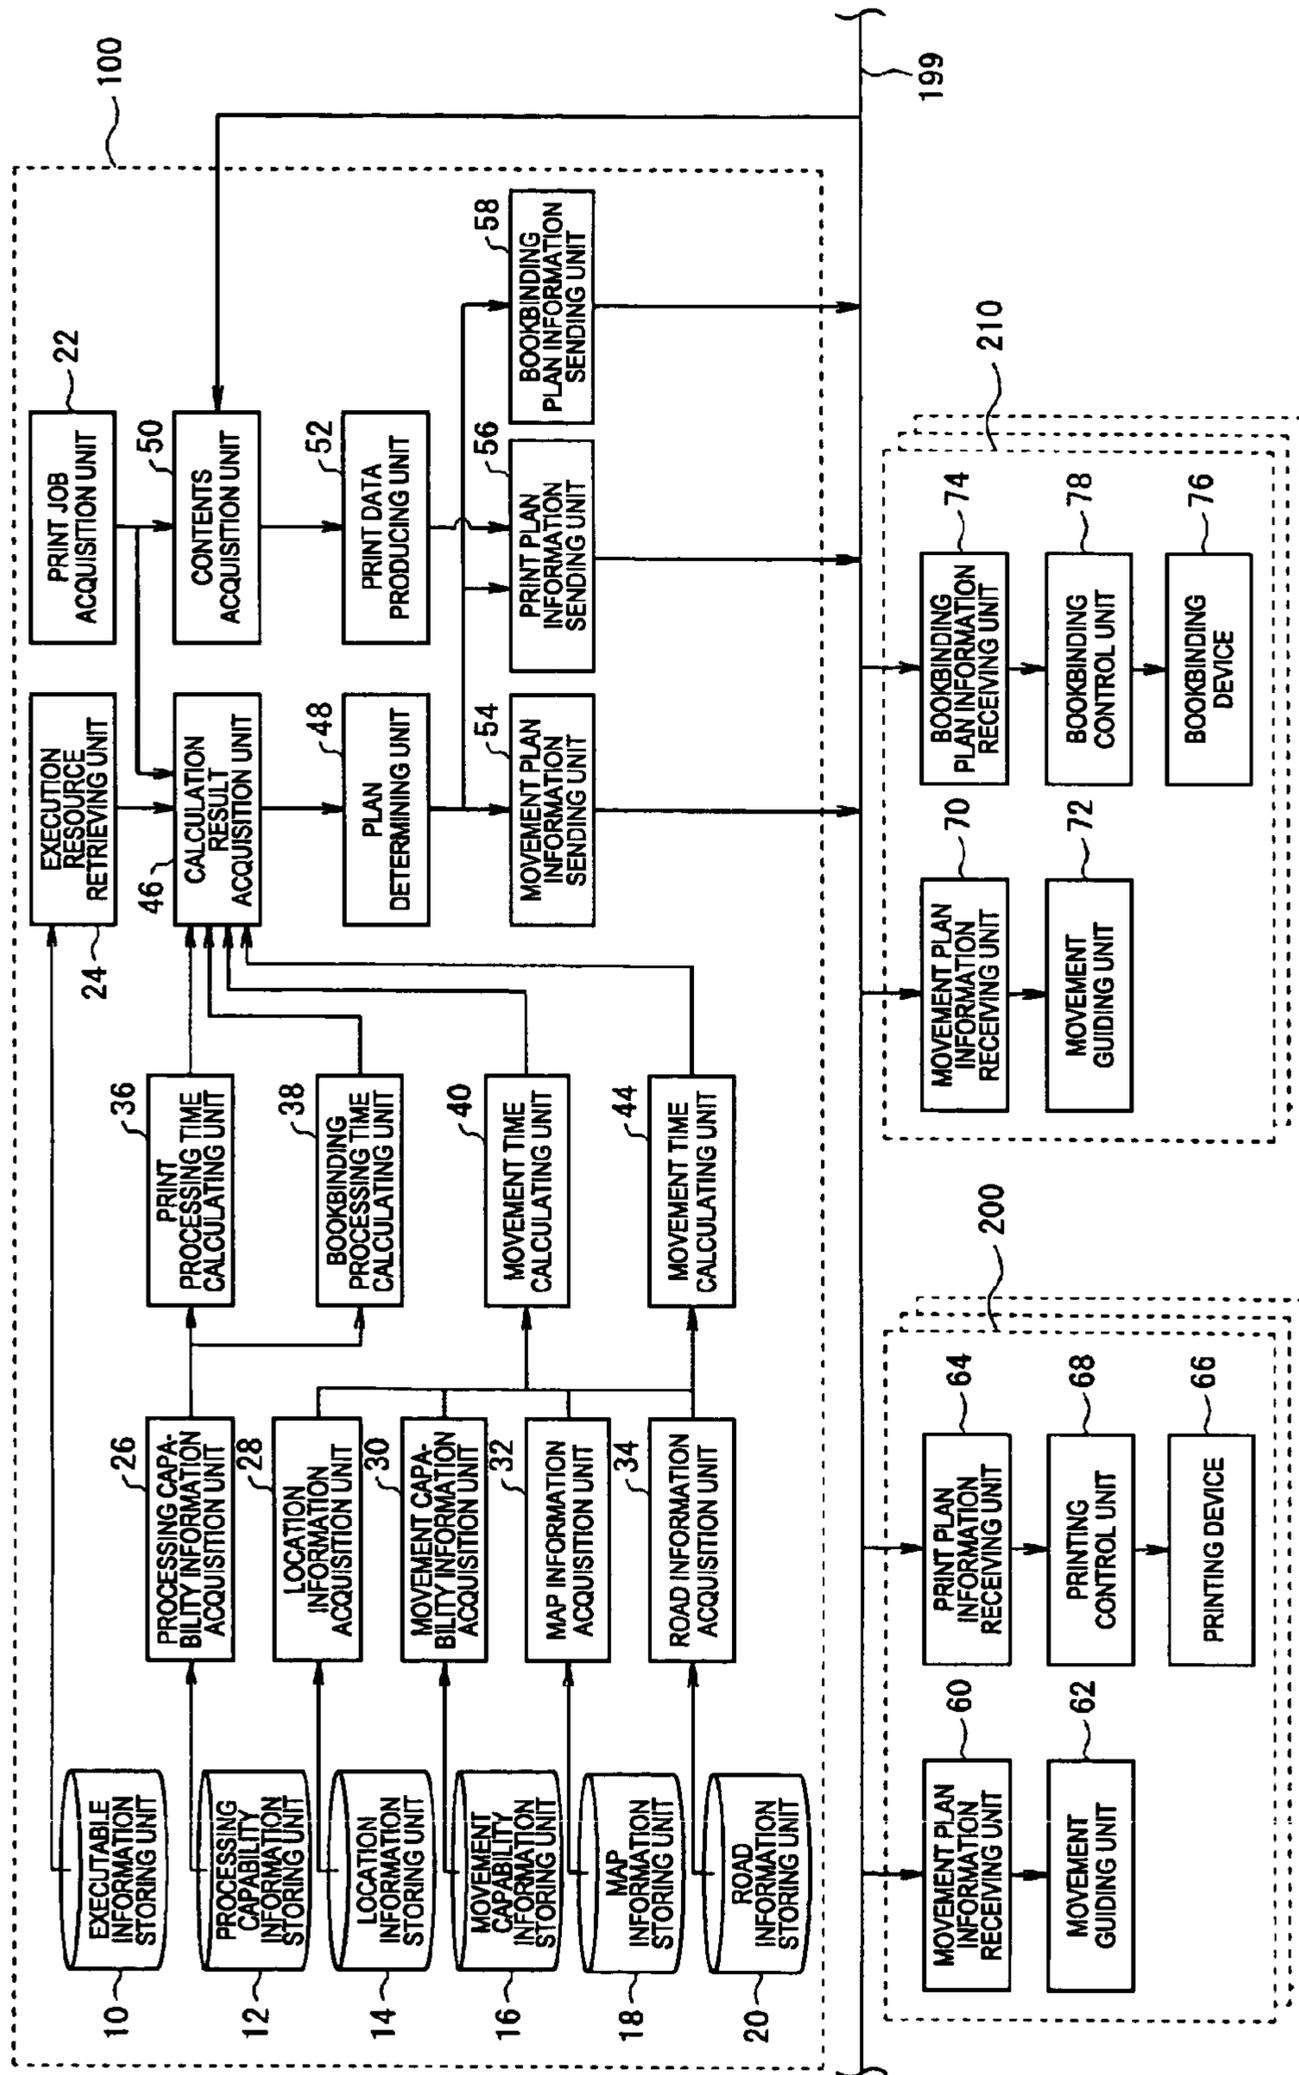 100
EXECUTABLE
INFORMATION
STORING UNIT
10
PROCESSING
CAPABILITY
INFORMATION
STORING UNIT
12
LOCATION
INFORMATION
STORING UNIT
14
MOVEMENT
CAPABILITY
INFORMATION
STORING UNIT
16
MAP
INFORMATION
STORING UNIT
18
ROAD
INFORMATION
STORING UNIT
20
26
PROCESSING CAPA-
BILITY INFORMATION
ACQUISITION UNIT
28
LOCATION
INFORMATION
ACQUISITION UNIT
30
MOVEMENT CAPA-
BILITY INFORMATION
ACQUISITION UNIT
32
MAP INFORMATION
ACQUISITION UNIT
34
ROAD INFORMATION
ACQUISITION UNIT
36
PRINT
PROCESSING TIME
CALCULATING UNIT
38
BOOKBINDING
PROCESSING TIME
CALCULATING UNIT
40
MOVEMENT TIME
CALCULATING UNIT
44
MOVEMENT TIME
CALCULATING UNIT
EXECUTION
RESOURCE
RETRIEVING UNIT
24
46
CALCULATION
RESULT
ACQUISITION UNIT
48
PLAN
DETERMINING UNIT
54
MOVEMENT PLAN
INFORMATION
SENDING UNIT
PRINT JOB
ACQUISITION UNIT
22
50
CONTENTS
ACQUISITION UNIT
52
PRINT DATA
PRODUCING UNIT
56
PRINT PLAN
INFORMATION
SENDING UNIT
58
BOOKBINDING
PLAN INFORMATION
SENDING UNIT
199
200
60
MOVEMENT PLAN
INFORMATION
RECEIVING UNIT
62
MOVEMENT
GUIDING UNIT
64
PRINT PLAN
INFORMATION
RECEIVING UNIT
68
PRINTING
CONTROL UNIT
66
PRINTING DEVICE
210
70
MOVEMENT PLAN
INFORMATION
RECEIVING UNIT
72
MOVEMENT
GUIDING UNIT
74
BOOKBINDING
PLAN INFORMATION
RECEIVING UNIT
78
BOOKBINDING
CONTROL UNIT
76
BOOKBINDING
DEVICE